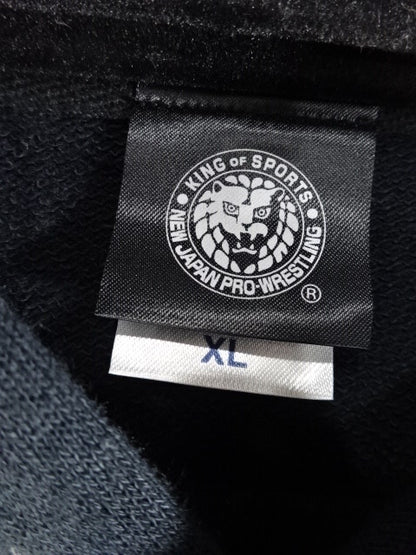 KING OF SPORTS
NEW JAPAN PRO-WRESTLING
®
XL